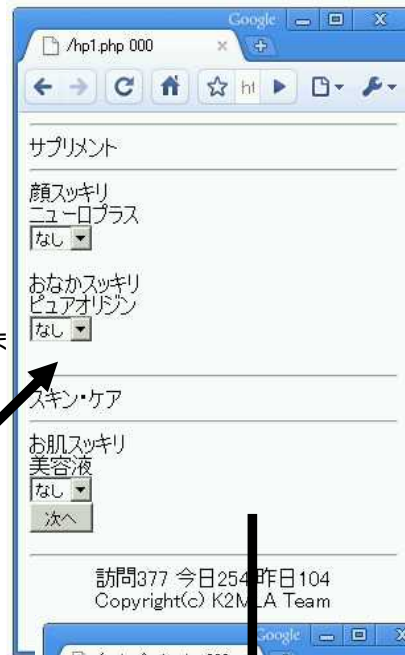 Google
/hp1.php 000
ht
サプリメント
顔スッキリ
ニューロプラス
なし
おなかスッキリ
ピュアオリジン
なし
スキン・ケア
お肌スッキリ
美容液
なし
次へ
訪問377 今日254 昨日104
Copyright(c) K2MLA Team
Google